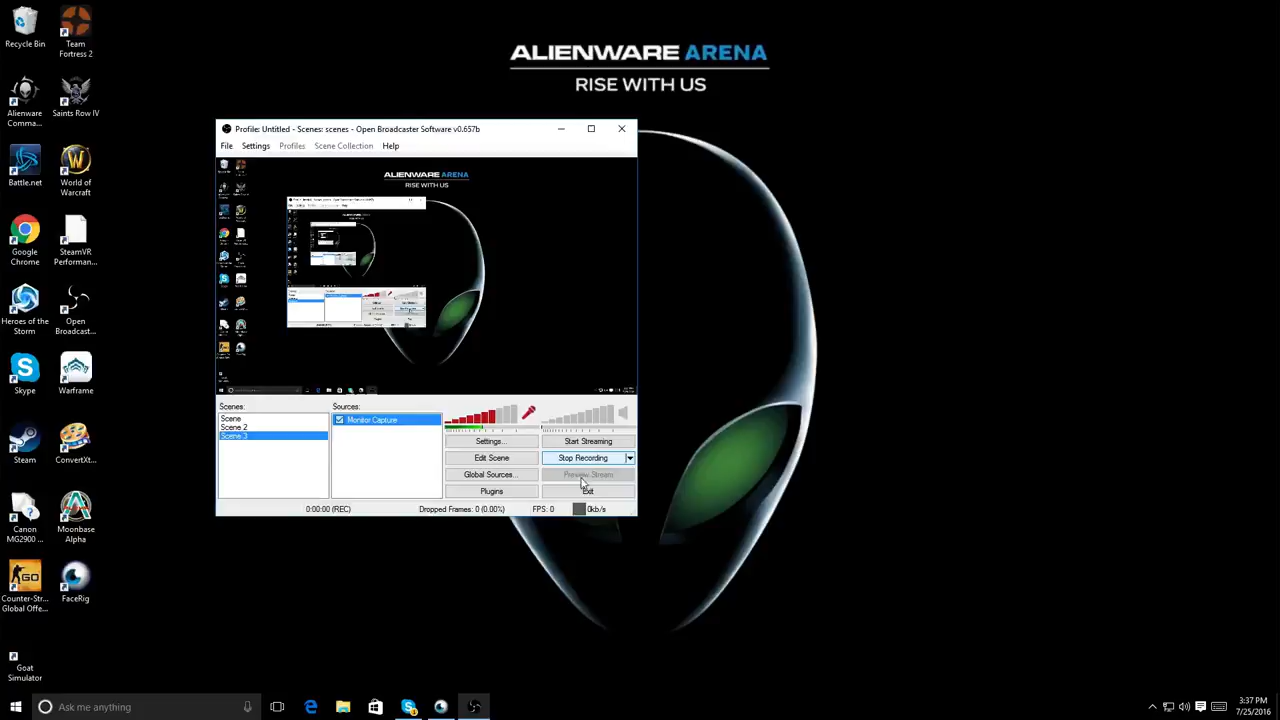 Recycle Bin
Team
Fortress 2
Alienware
Comma...
Saints Row IV
Battle.net
World of
Warcraft
Google
Chrome
SteamVR
Performan...
Heroes of the
Storm
Open
Broadcast...
Skype
Warframe
Steam
ConvertXt...
Canon
MG2900 ...
Moonbase
Alpha
Counter-Str...
Global Offe...
FaceRig
Goat
Simulator
ALIENWARE ARENA
RISE WITH US
Profile: Untitled - Scenes: scenes - Open Broadcaster Software v0.657b
File Settings Profiles Scene Collection Help
ALIENWARE ARENA
RISE WITH US
Scenes:
Scene
Scene 2
Scene 3
Sources:
Monitor Capture
Settings...
Start Streaming
Edit Scene
Stop Recording
Global Sources...
Preview Stream
Plugins
Exit
0:00:00 (REC)
Dropped Frames: 0 (0.00%)
FPS: 0
0kb/s
Ask me anything
3:37 PM
7/25/2016